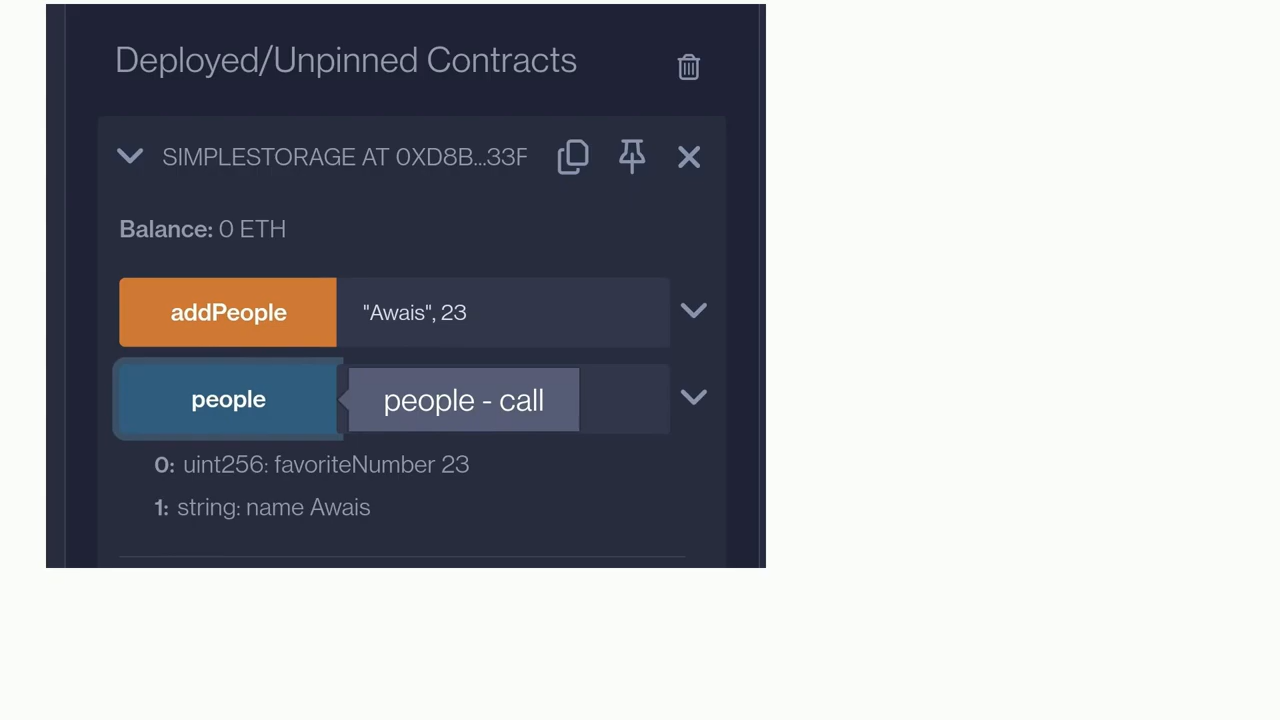 Deployed/Unpinned Contracts
SIMPLESTORAGE AT 0XD8B...33F
Balance: 0 ETH
addPeople "Awais", 23
people people - call
0: uint256: favoriteNumber 23
1: string: name Awais